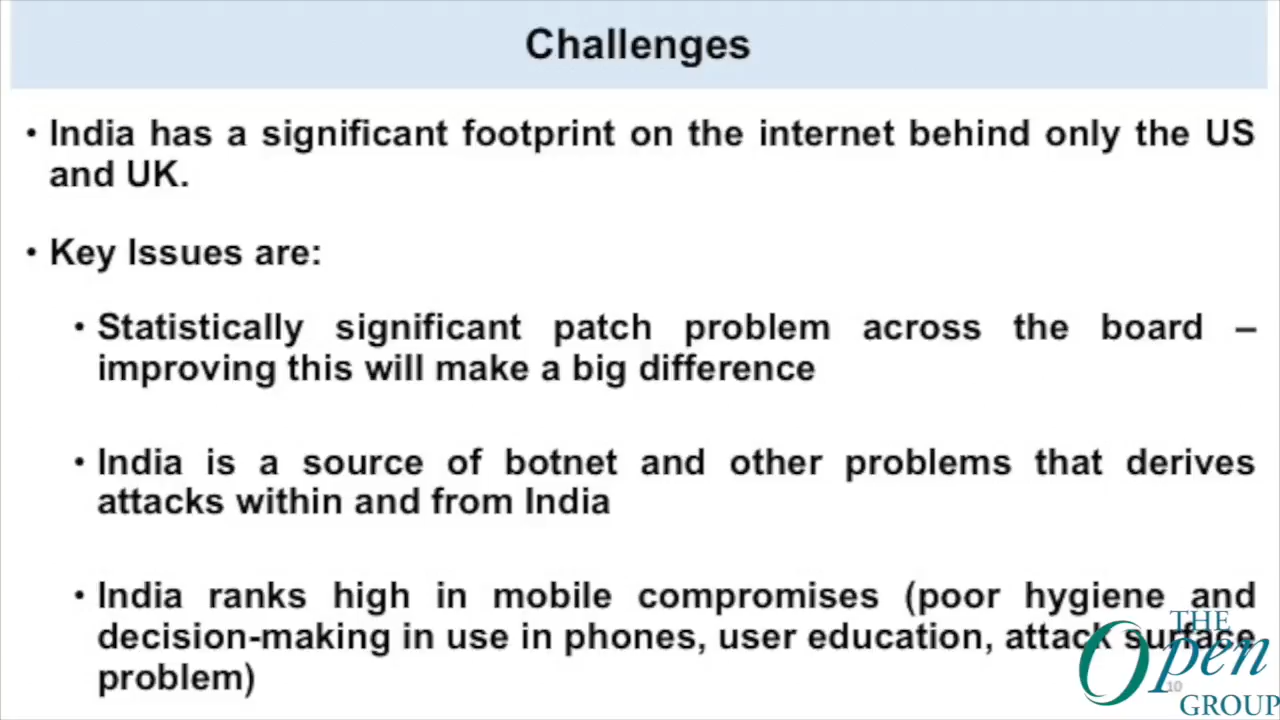 Challenges
• India has a significant footprint on the internet behind only the US
and UK.
• Key Issues are:
• Statistically significant patch problem across the board –
improving this will make a big difference
• India is a source of botnet and other problems that derives
attacks within and from India
• India ranks high in mobile compromises (poor hygiene and
decision-making in use in phones, user education, attack surface
problem)
THE
Open
GROUP
10